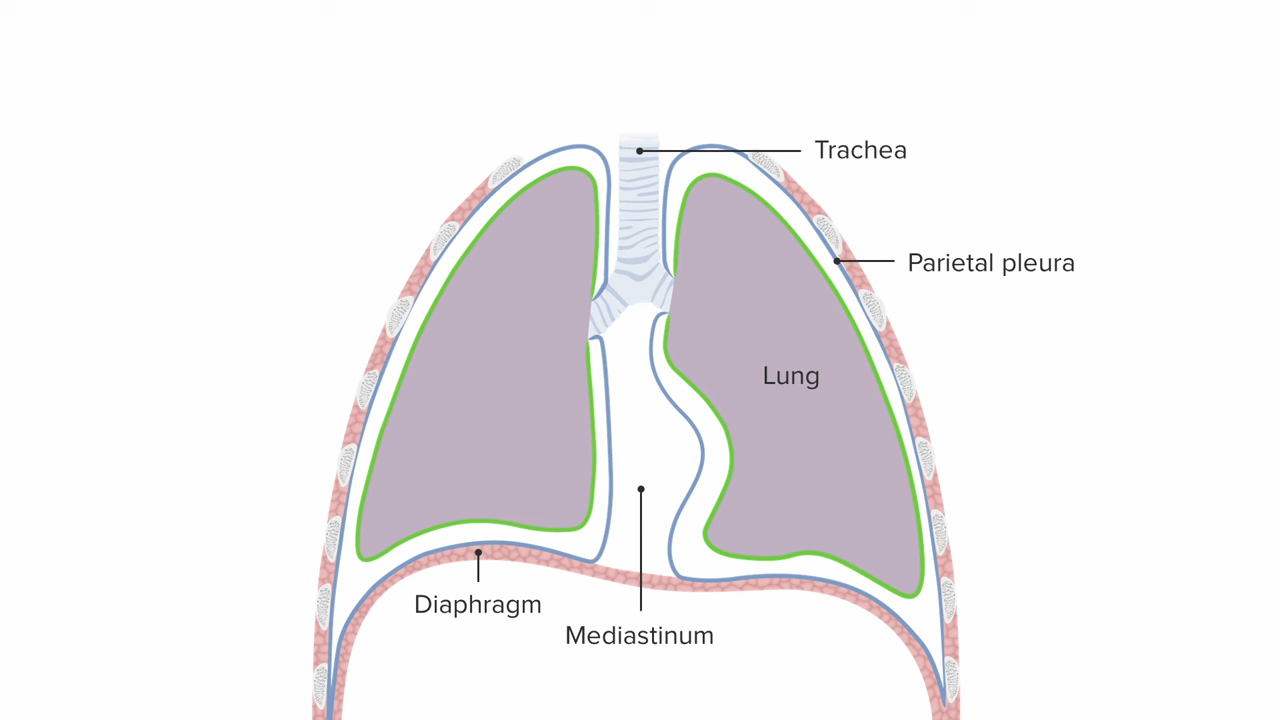 Trachea
Parietal pleura
Lung
Diaphragm
Mediastinum